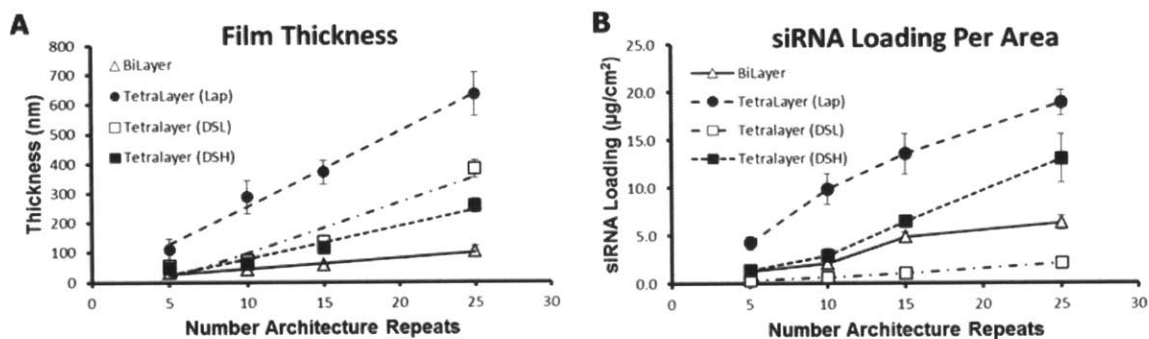 A
Film Thickness
800
700
600
500
400
300
200
100
0
Thickness (nm)
BiLayer
TetraLayer (Lap)
Tetralayer (DSL)
Tetralayer (DSH)
0 5 10 15 20 25 30
Number Architecture Repeats
B
siRNA Loading Per Area
25.0
20.0
15.0
10.0
5.0
0.0
siRNA Loading (µg/cm²)
BiLayer
TetraLayer (Lap)
Tetralayer (DSL)
Tetralayer (DSH)
0 5 10 15 20 25 30
Number Architecture Repeats